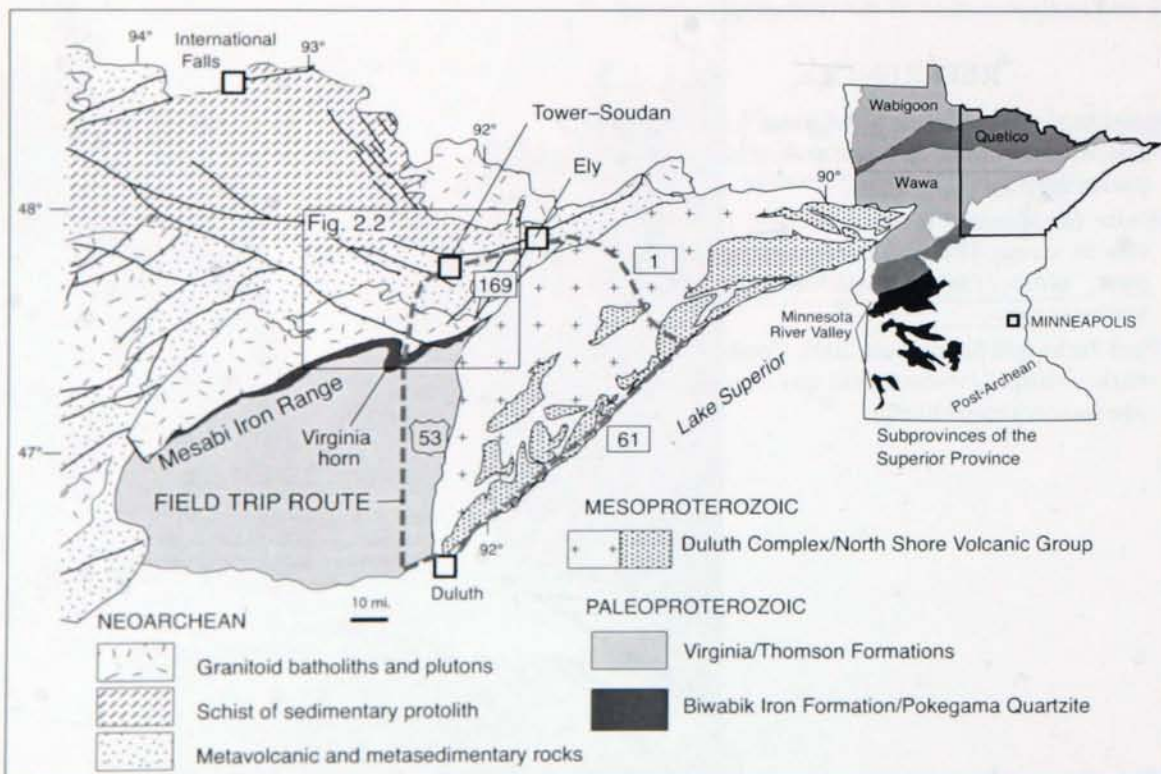 94°
International
Falls
93°
Tower–Soudan
92°
Ely
90°
48°
Fig. 2.2
1
169
Mesabi Iron Range
Virginia
horn
47°
53
61
Lake Superior
FIELD TRIP ROUTE
92°
Duluth
10 mi.
Wabigoon
Quetico
Wawa
Minnesota
River Valley
MINNEAPOLIS
Post-Archean
Subprovinces of the
Superior Province
MESOPROTEROZOIC
Duluth Complex/North Shore Volcanic Group
PALEOPROTEROZOIC
Virginia/Thomson Formations
Biwabik Iron Formation/Pokegama Quartzite
NEOARCHEAN
Granitoid batholiths and plutons
Schist of sedimentary protolith
Metavolcanic and metasedimentary rocks